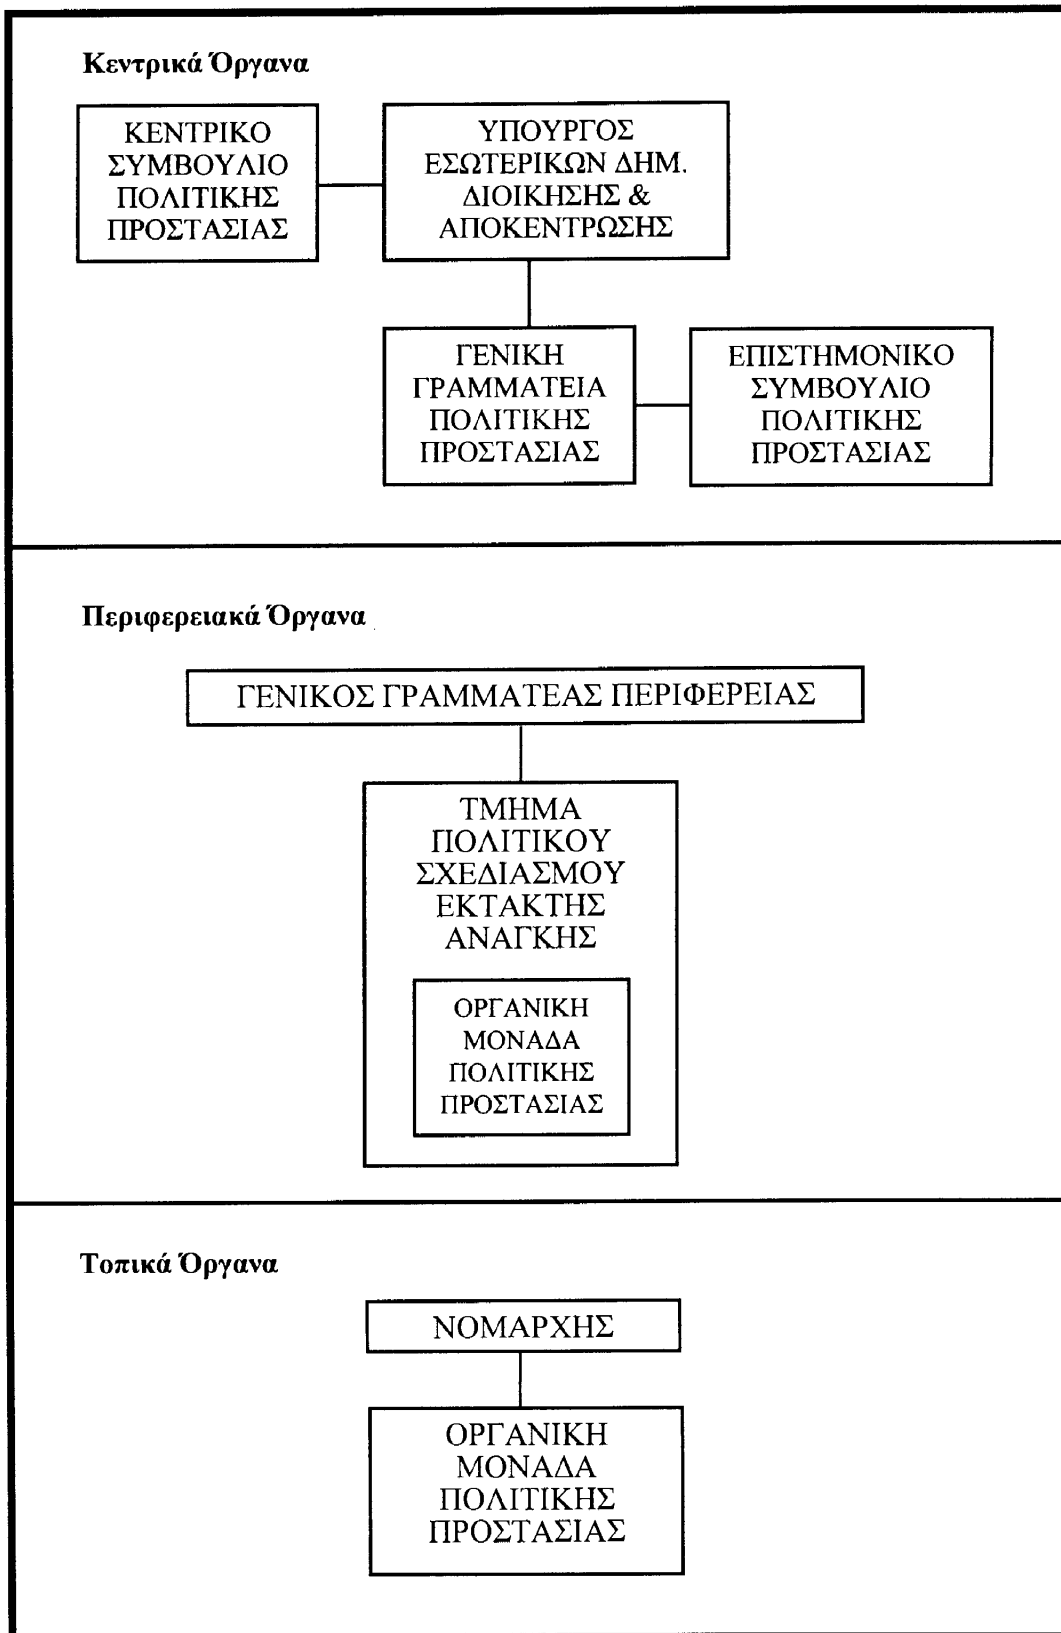 Κεντρικά Όργανα
ΚΕΝΤΡΙΚΟ
ΣΥΜΒΟΥΛΙΟ
ΠΟΛΙΤΙΚΗΣ
ΠΡΟΣΤΑΣΙΑΣ
ΥΠΟΥΡΓΟΣ
ΕΣΩΤΕΡΙΚΩΝ ΔΗΜ.
ΔΙΟΙΚΗΣΗΣ &
ΑΠΟΚΕΝΤΡΩΣΗΣ
ΓΕΝΙΚΗ
ΓΡΑΜΜΑΤΕΙΑ
ΠΟΛΙΤΙΚΗΣ
ΠΡΟΣΤΑΣΙΑΣ
ΕΠΙΣΤΗΜΟΝΙΚΟ
ΣΥΜΒΟΥΛΙΟ
ΠΟΛΙΤΙΚΗΣ
ΠΡΟΣΤΑΣΙΑΣ
Περιφερειακά Όργανα
ΓΕΝΙΚΟΣ ΓΡΑΜΜΑΤΕΑΣ ΠΕΡΙΦΕΡΕΙΑΣ
ΤΜΗΜΑ
ΠΟΛΙΤΙΚΟΥ
ΣΧΕΔΙΑΣΜΟΥ
ΕΚΤΑΚΤΗΣ
ΑΝΑΓΚΗΣ
ΟΡΓΑΝΙΚΗ
ΜΟΝΑΔΑ
ΠΟΛΙΤΙΚΗΣ
ΠΡΟΣΤΑΣΙΑΣ
Τοπικά Όργανα
ΝΟΜΑΡΧΗΣ
ΟΡΓΑΝΙΚΗ
ΜΟΝΑΔΑ
ΠΟΛΙΤΙΚΗΣ
ΠΡΟΣΤΑΣΙΑΣ